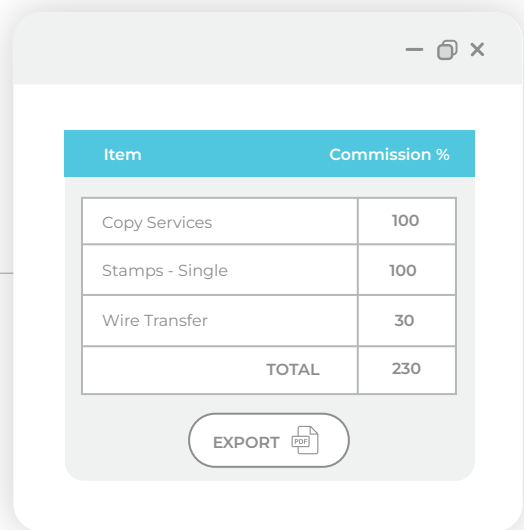 Item Commission %
Copy Services 100
Stamps - Single 100
Wire Transfer 30
TOTAL 230
EXPORT PDF